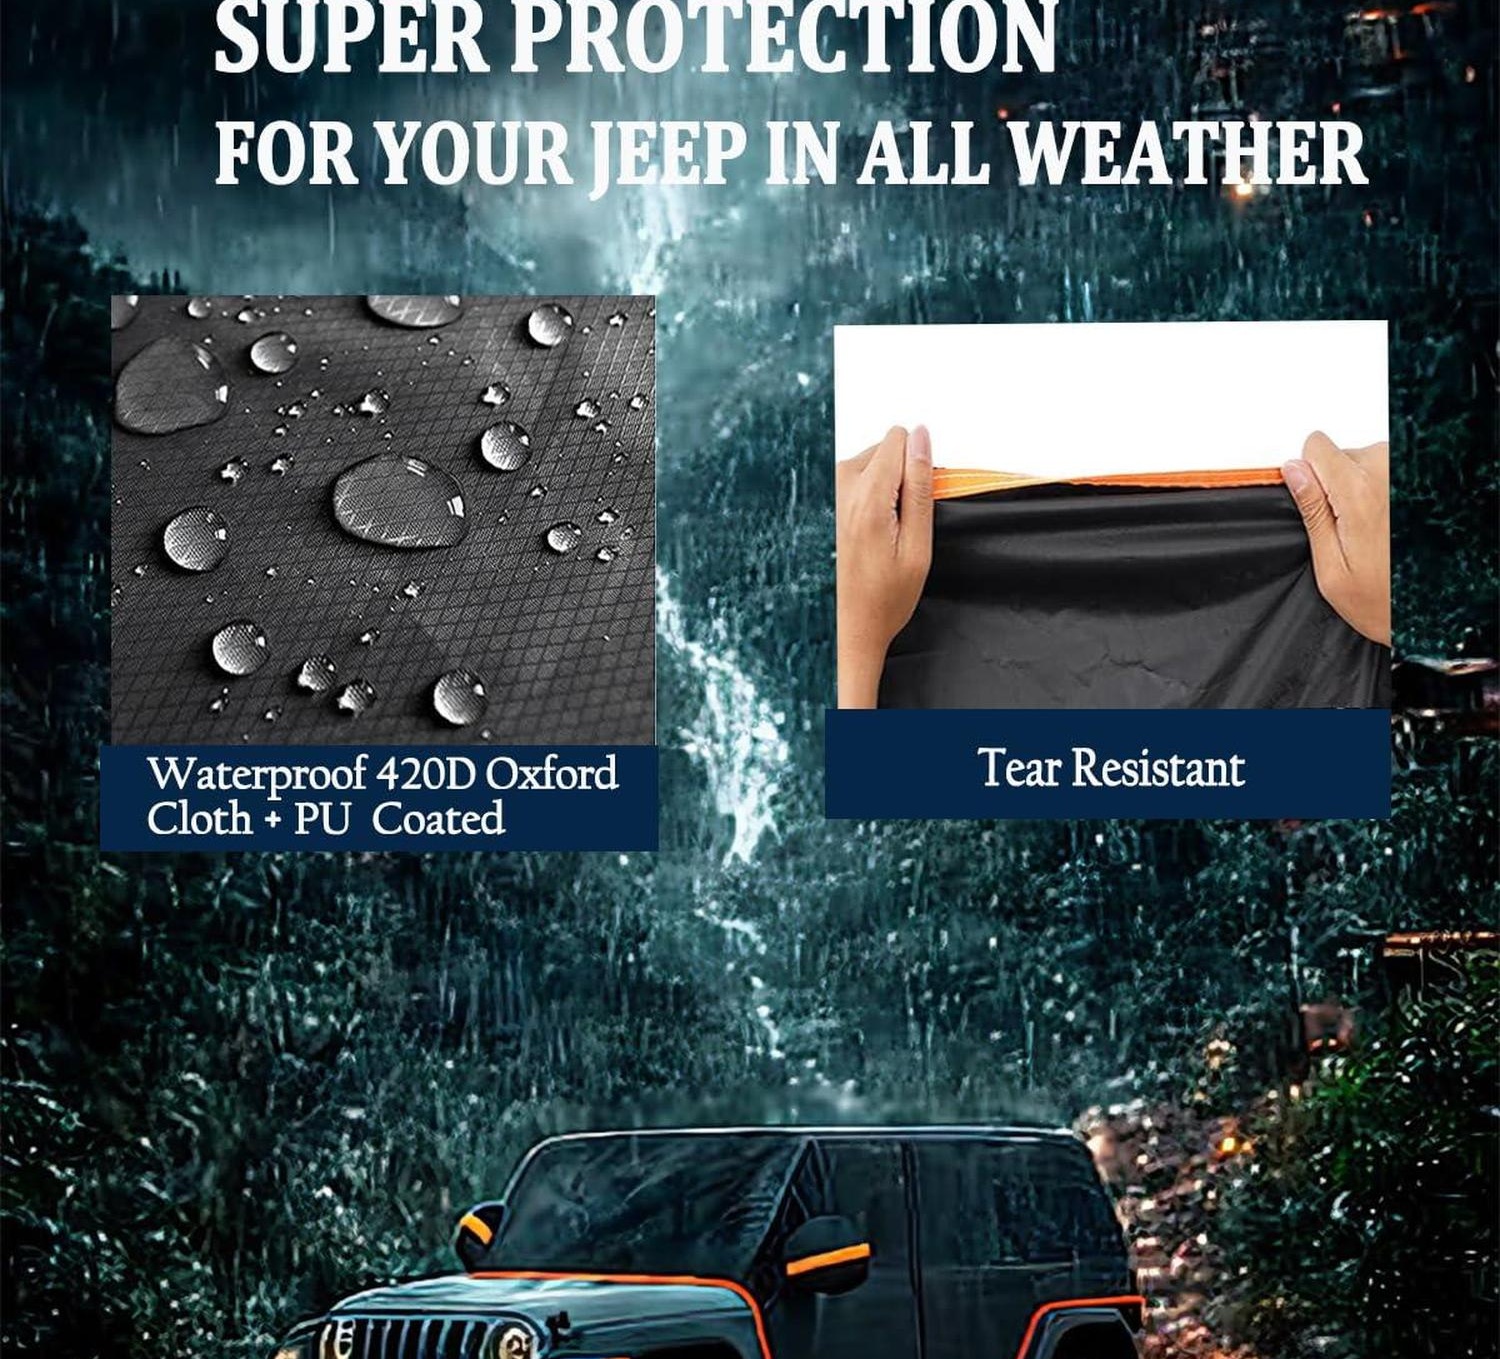 SUPER PROTECTION
FOR YOUR JEEP IN ALL WEATHER
Waterproof 420D Oxford
Cloth + PU Coated
Tear Resistant